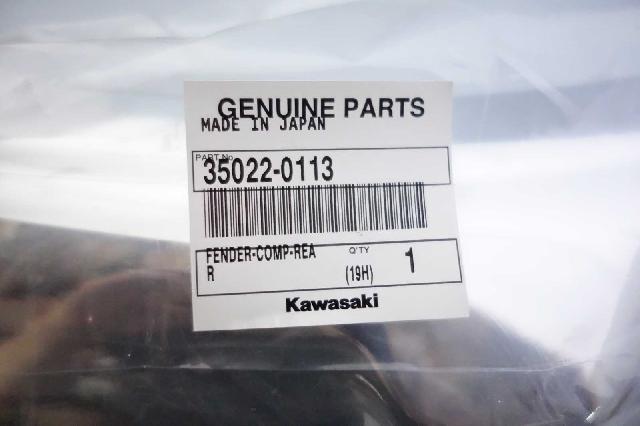 GENUINE PARTS
MADE IN JAPAN
PART No.
35022-0113
FENDER-COMP-REA
R
Q'TY
(19H)
1
Kawasaki